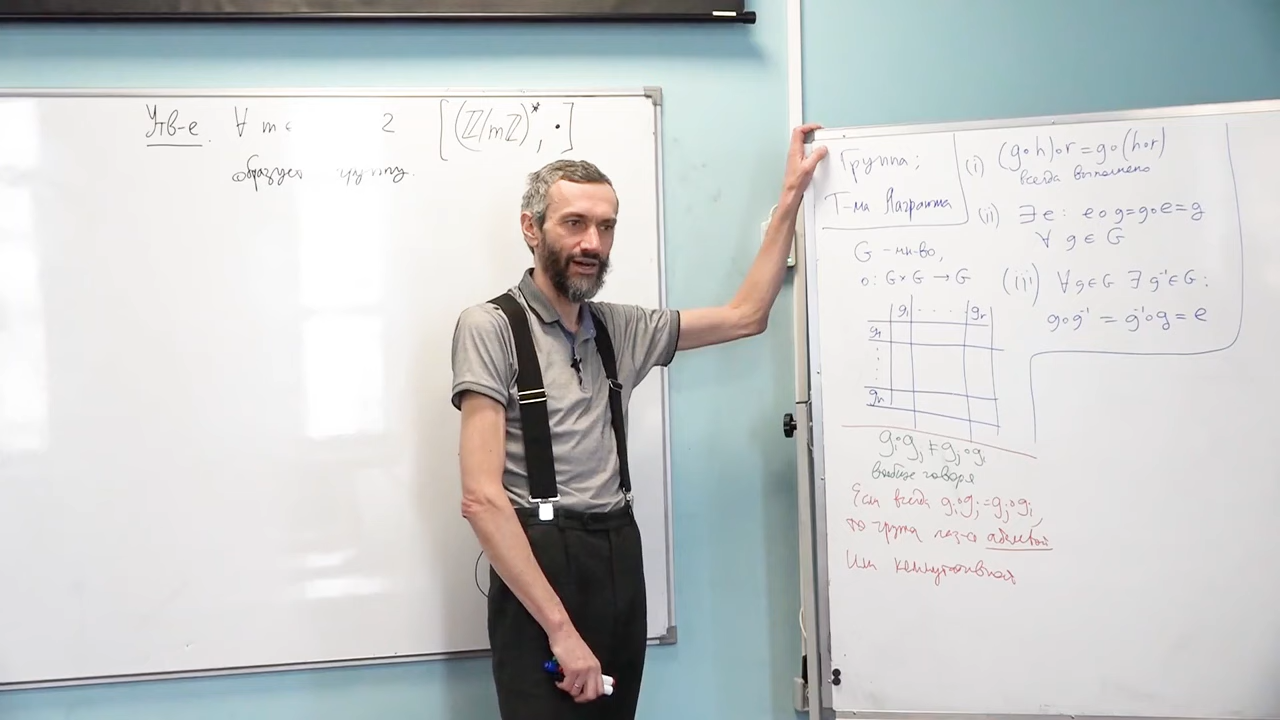 Утв-е. ∀ m ∈ 2 [(ℤ/mℤ)*, •]
образует группу.
Группа;
Т-ма Лагранжа
G - мн-во,
∘: G×G → G
g₁ . . . . gᵣ
g₁
gₙ
gᵢ∘gⱼ ≠ gⱼ∘gᵢ
вообще говоря
Если всегда gᵢ∘gⱼ=gⱼ∘gᵢ,
то группа наз-ся абелевой
Или коммутативной
(i) (g∘h)∘r = g∘(h∘r)
всегда выполнено
(ii) ∃ e: e∘g=g∘e=g
∀ g ∈ G
(iii) ∀g∈G ∃ g⁻¹∈G:
g∘g⁻¹ = g⁻¹∘g = e